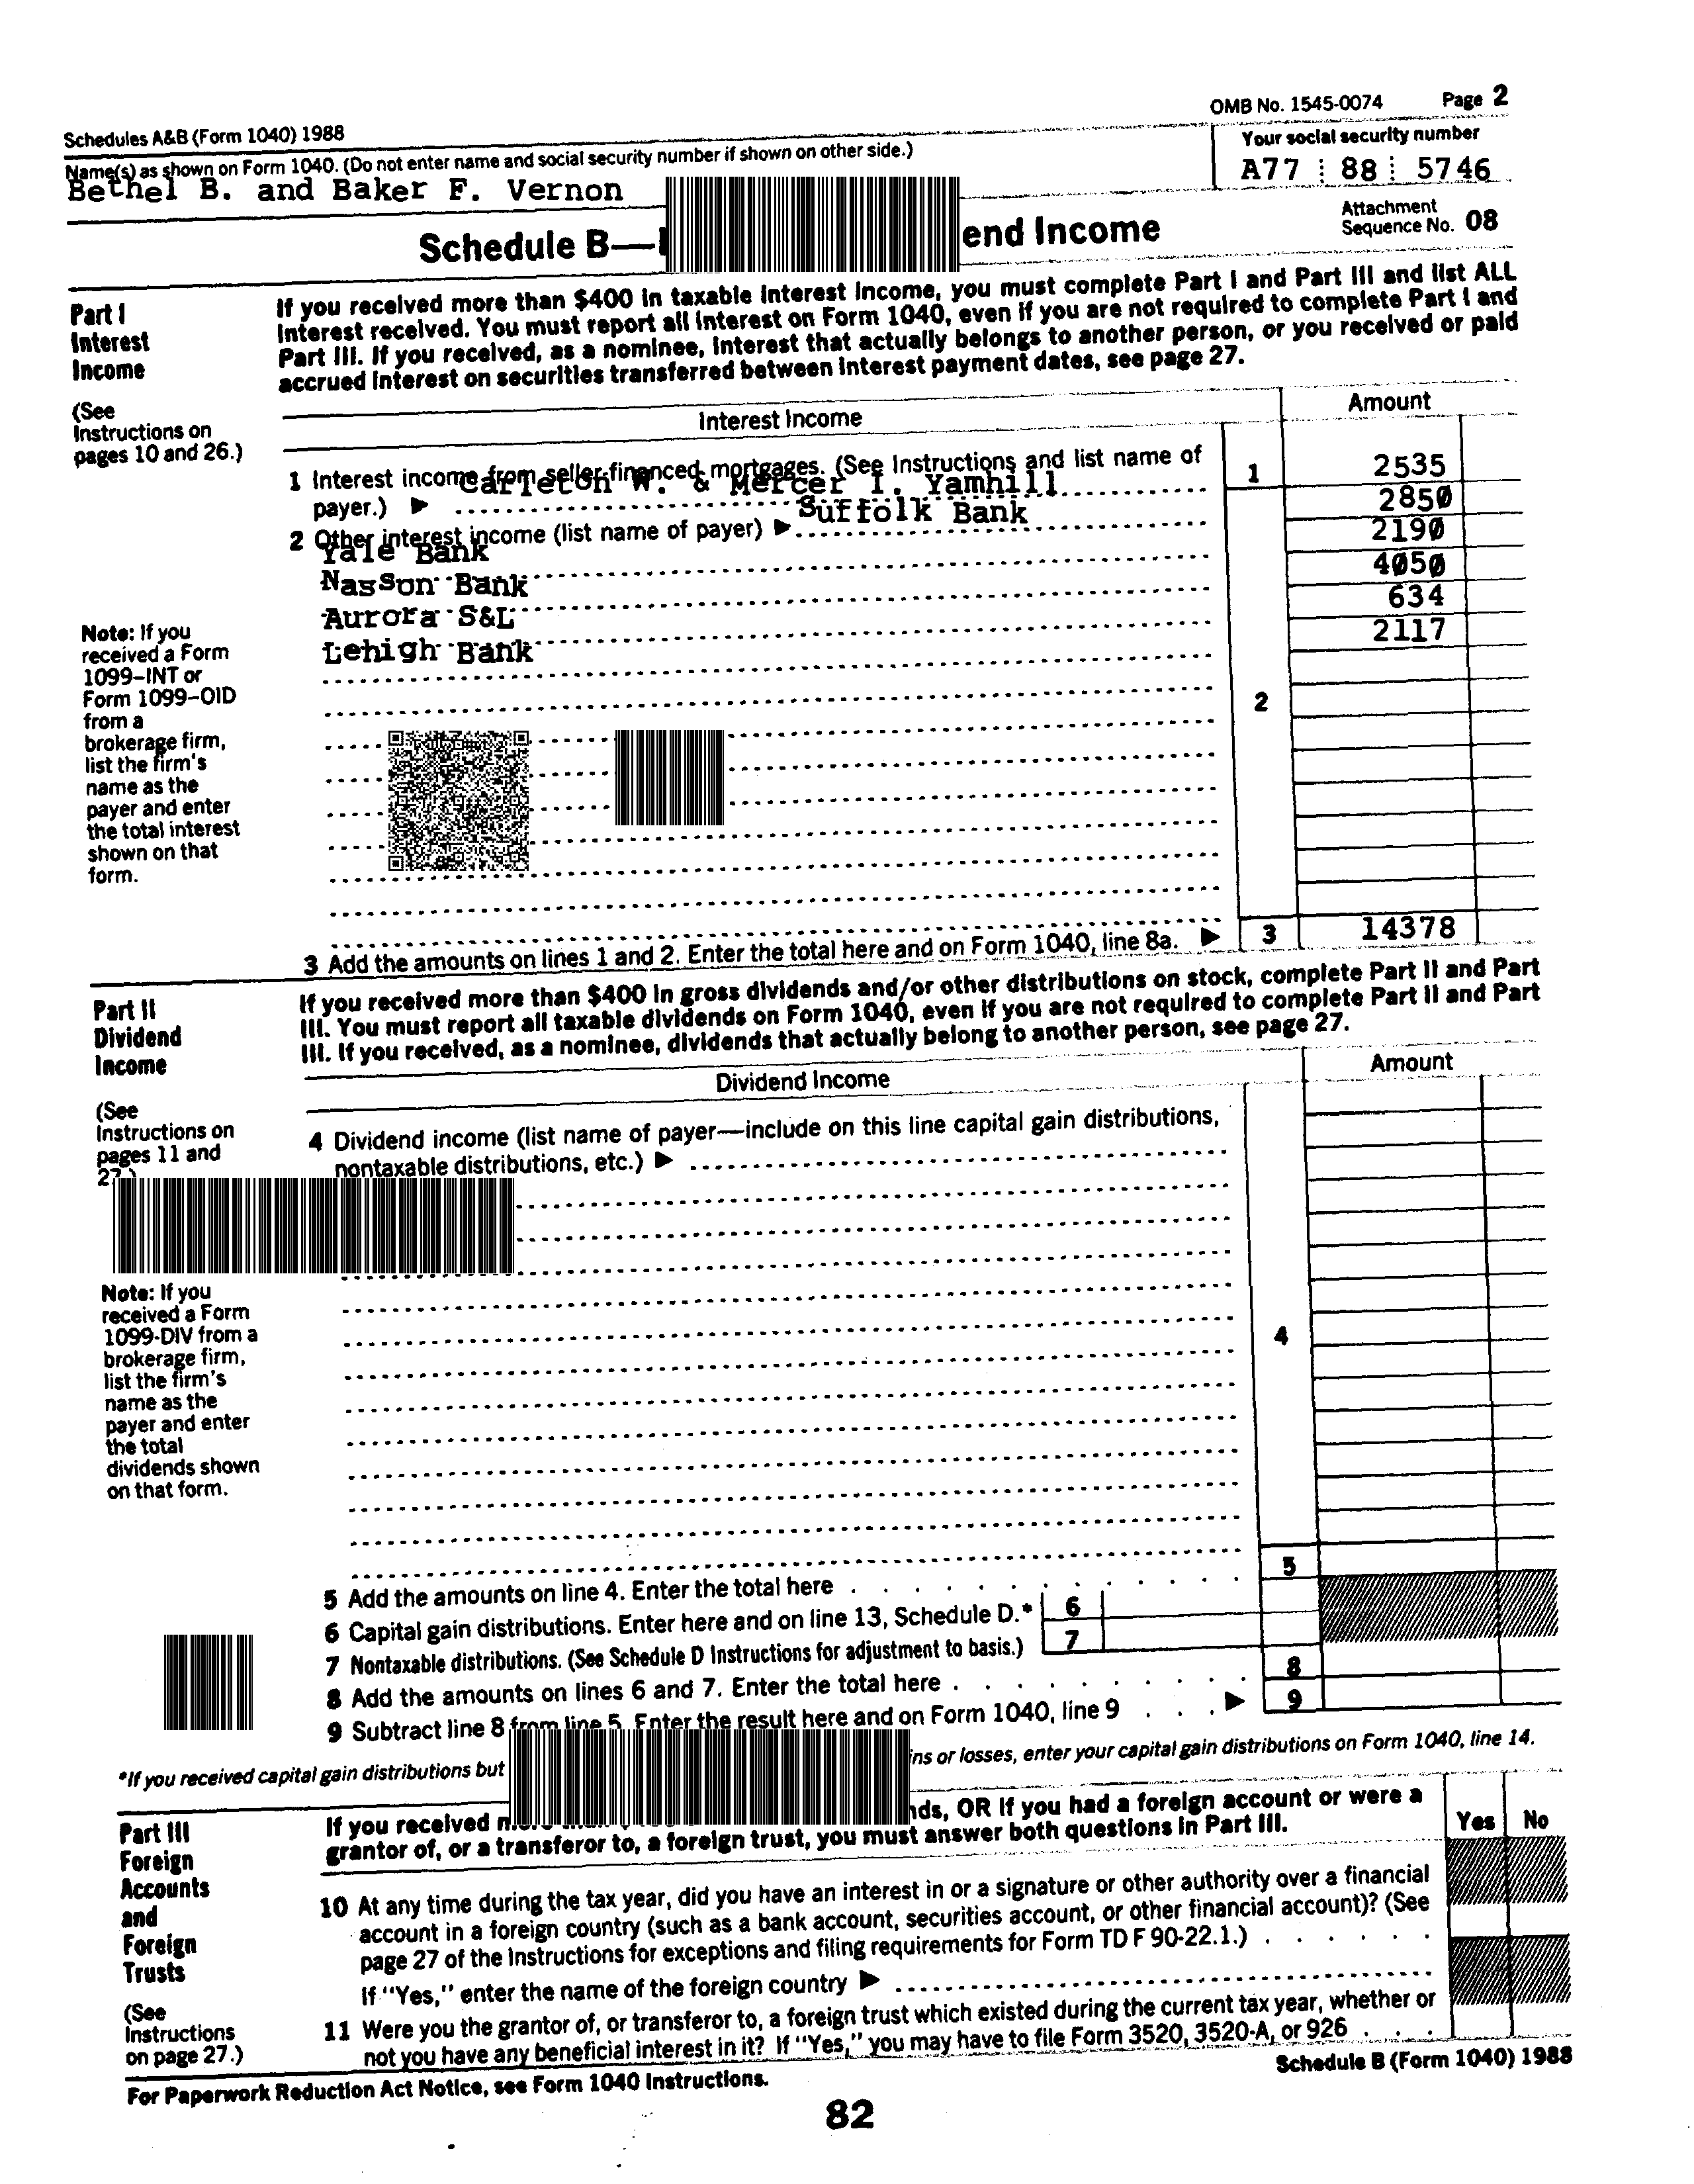 OMB No. 1545-0074 Page 2
Schedules A&B (Form 1040) 1988
Name(s) as shown on Form 1040. (Do not enter name and social security number if shown on other side.)
Your social security number
Bethel B. and Baker F. Vernon
A77 88 5746
Schedule B— end Income
Attachment
Sequence No. 08
Part I
Interest
Income
(See
Instructions on
pages 10 and 26.)
If you received more than $400 in taxable interest income, you must complete Part I and Part III and list ALL
interest received. You must report all interest on Form 1040, even if you are not required to complete Part I and
Part III. If you received, as a nominee, interest that actually belongs to another person, or you received or paid
accrued interest on securities transferred between interest payment dates, see page 27.
Interest Income
Amount
1 Interest income from seller-financed mortgages. (See Instructions and list name of
payer.) ▶ Carleton W. & Mercer I. Yamhill
1 2535
2 Other interest income (list name of payer) ▶ Suffolk Bank
2850
Yale Bank
2190
Nasson Bank
4050
Aurora S&L
634
Lehigh Bank
2117
2
Note: If you
received a Form
1099–INT or
Form 1099–OID
from a
brokerage firm,
list the firm's
name as the
payer and enter
the total interest
shown on that
form.
3 Add the amounts on lines 1 and 2. Enter the total here and on Form 1040, line 8a. ▶ 3 14378
Part II
Dividend
Income
(See
Instructions on
pages 11 and
27.)
If you received more than $400 in gross dividends and/or other distributions on stock, complete Part II and Part
III. You must report all taxable dividends on Form 1040, even if you are not required to complete Part II and Part
III. If you received, as a nominee, dividends that actually belong to another person, see page 27.
Dividend Income
Amount
4 Dividend income (list name of payer—include on this line capital gain distributions,
nontaxable distributions, etc.) ▶
4
Note: If you
received a Form
1099-DIV from a
brokerage firm,
list the firm's
name as the
payer and enter
the total
dividends shown
on that form.
5 Add the amounts on line 4. Enter the total here 5
6 Capital gain distributions. Enter here and on line 13, Schedule D.* 6
7 Nontaxable distributions. (See Schedule D Instructions for adjustment to basis.) 7
8 Add the amounts on lines 6 and 7. Enter the total here 8
9 Subtract line 8 from line 5. Enter the result here and on Form 1040, line 9 ▶ 9
*If you received capital gain distributions but ins or losses, enter your capital gain distributions on Form 1040, line 14.
Part III
Foreign
Accounts
and
Foreign
Trusts
(See
Instructions
on page 27.)
If you received nds, OR if you had a foreign account or were a
grantor of, or a transferor to, a foreign trust, you must answer both questions in Part III.
Yes No
10 At any time during the tax year, did you have an interest in or a signature or other authority over a financial
account in a foreign country (such as a bank account, securities account, or other financial account)? (See
page 27 of the Instructions for exceptions and filing requirements for Form TD F 90-22.1.)
If "Yes," enter the name of the foreign country ▶
11 Were you the grantor of, or transferor to, a foreign trust which existed during the current tax year, whether or
not you have any beneficial interest in it? If "Yes," you may have to file Form 3520, 3520-A, or 926
For Paperwork Reduction Act Notice, see Form 1040 Instructions.
Schedule B (Form 1040) 1988
82